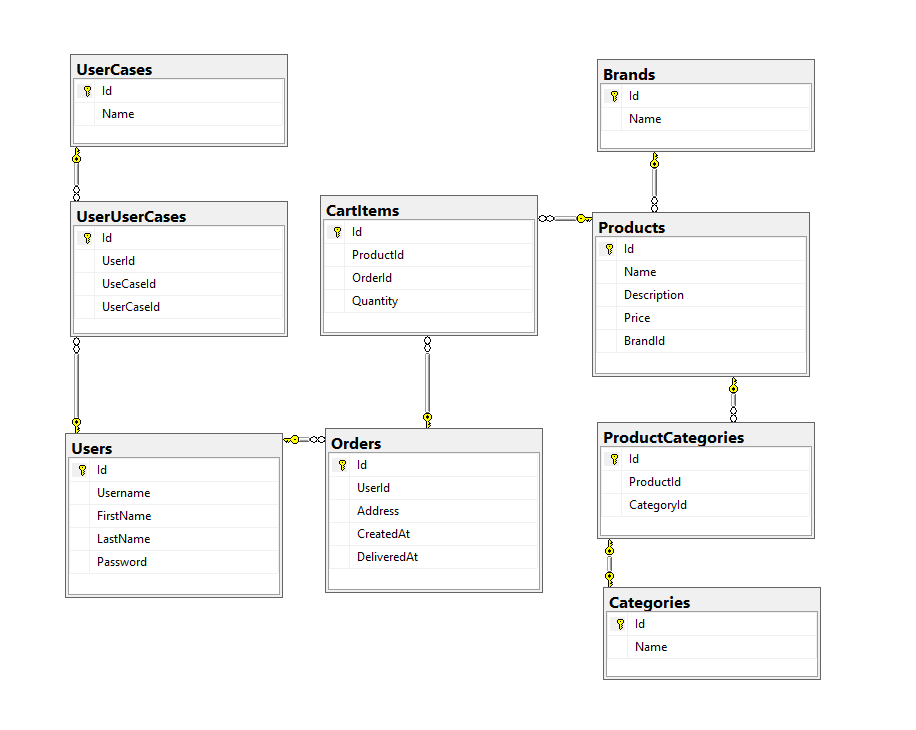 UserCases
Id
Name
UserUserCases
Id
UserId
UseCaseId
UserCaseId
Users
Id
Username
FirstName
LastName
Password
CartItems
Id
ProductId
OrderId
Quantity
Orders
Id
UserId
Address
CreatedAt
DeliveredAt
Brands
Id
Name
Products
Id
Name
Description
Price
BrandId
ProductCategories
Id
ProductId
CategoryId
Categories
Id
Name